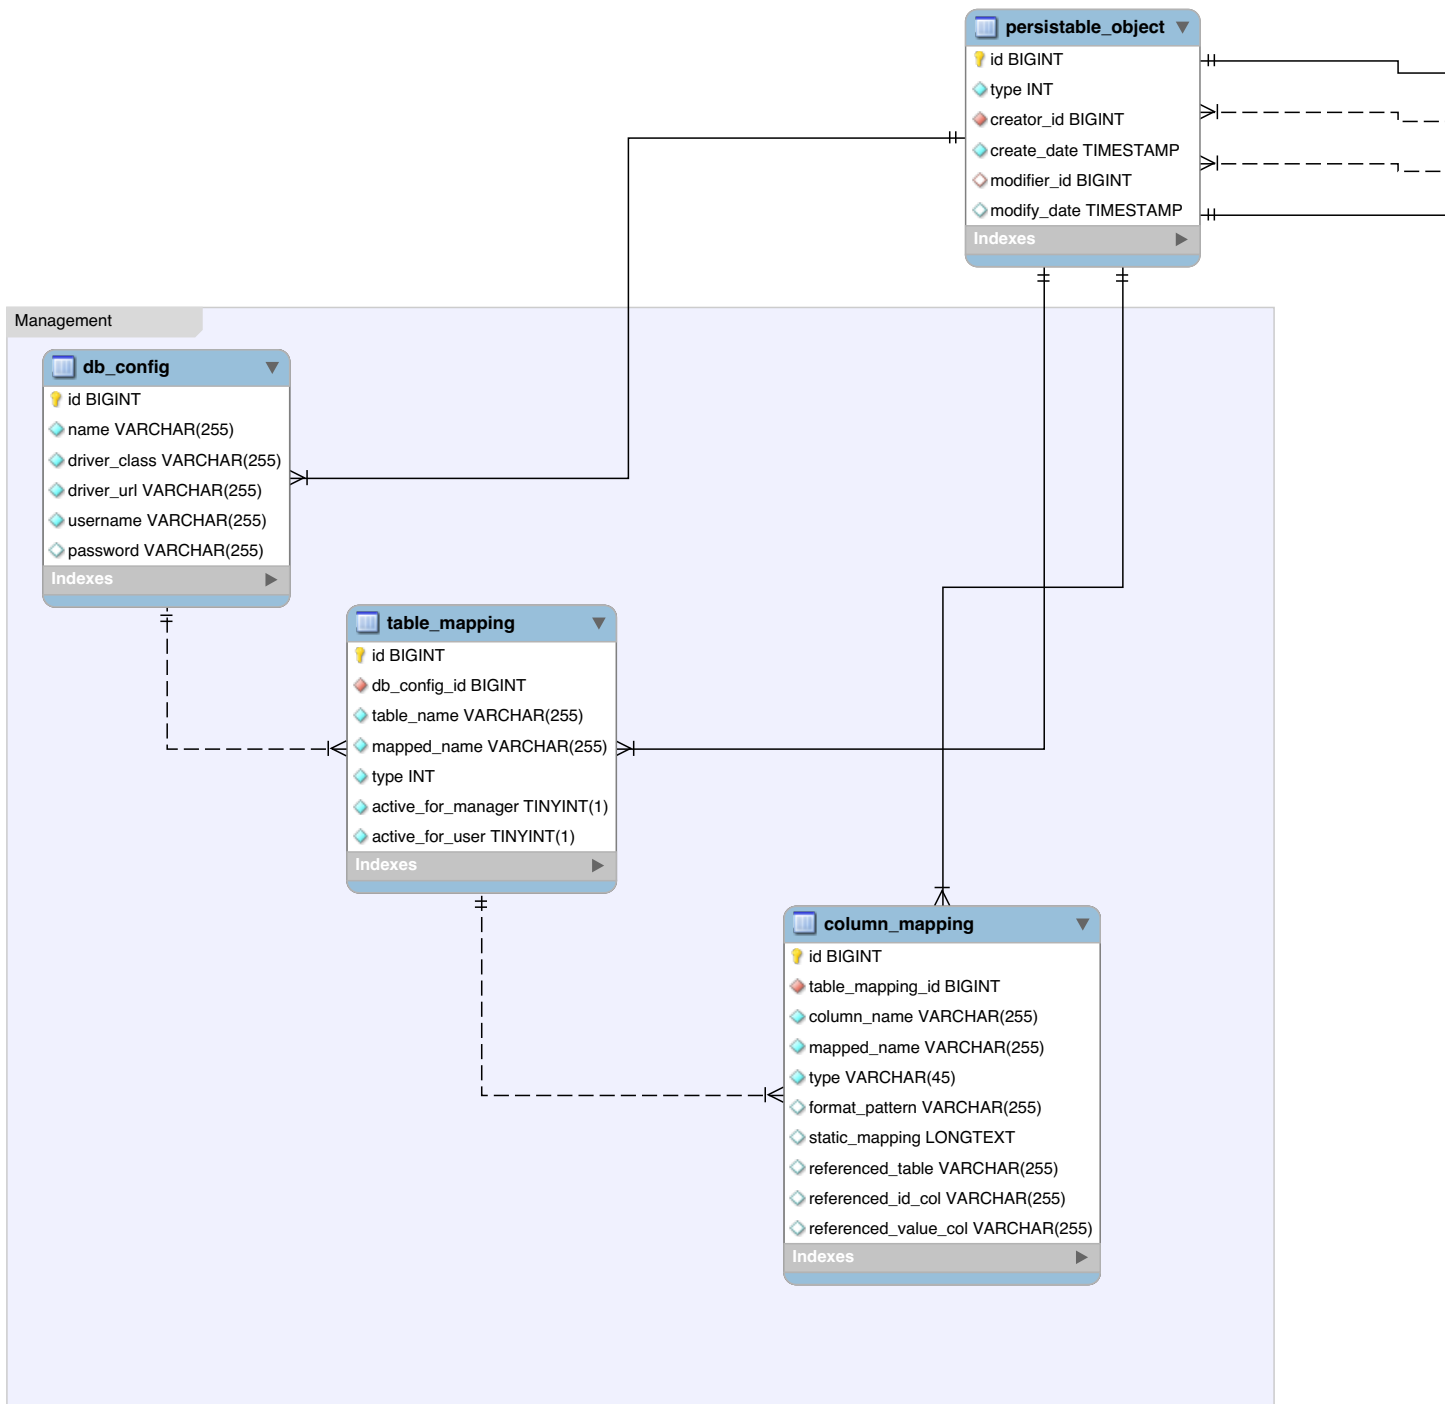 persistable_object
id BIGINT
type INT
creator_id BIGINT
create_date TIMESTAMP
modifier_id BIGINT
modify_date TIMESTAMP
Indexes
Management
db_config
id BIGINT
name VARCHAR(255)
driver_class VARCHAR(255)
driver_url VARCHAR(255)
username VARCHAR(255)
password VARCHAR(255)
Indexes
table_mapping
id BIGINT
db_config_id BIGINT
table_name VARCHAR(255)
mapped_name VARCHAR(255)
type INT
active_for_manager TINYINT(1)
active_for_user TINYINT(1)
Indexes
column_mapping
id BIGINT
table_mapping_id BIGINT
column_name VARCHAR(255)
mapped_name VARCHAR(255)
type VARCHAR(45)
format_pattern VARCHAR(255)
static_mapping LONGTEXT
referenced_table VARCHAR(255)
referenced_id_col VARCHAR(255)
referenced_value_col VARCHAR(255)
Indexes